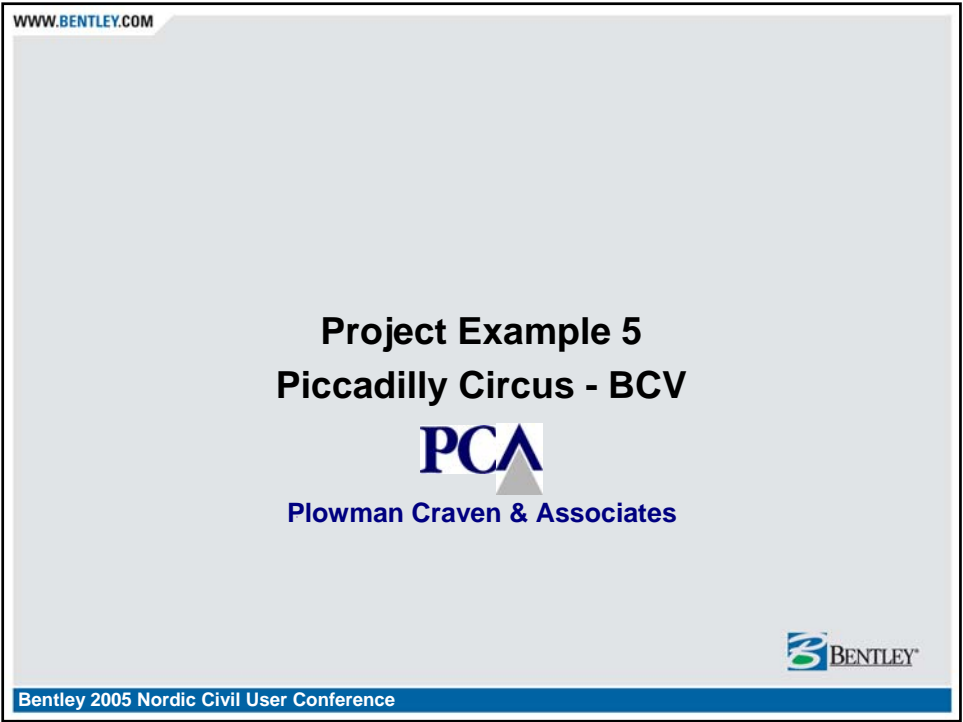 WWW.BENTLEY.COM
Project Example 5
Piccadilly Circus - BCV
PCA
Plowman Craven & Associates
BENTLEY®
Bentley 2005 Nordic Civil User Conference